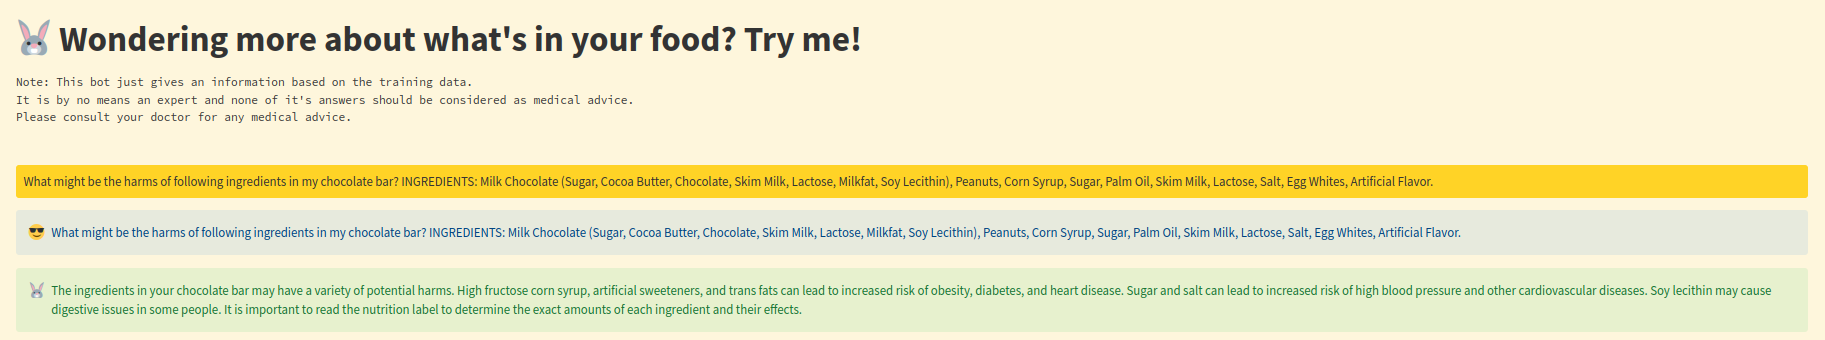 Wondering more about what's in your food? Try me!
Note: This bot just gives an information based on the training data.
It is by no means an expert and none of it's answers should be considered as medical advice.
Please consult your doctor for any medical advice.
What might be the harms of following ingredients in my chocolate bar? INGREDIENTS: Milk Chocolate (Sugar, Cocoa Butter, Chocolate, Skim Milk, Lactose, Milkfat, Soy Lecithin), Peanuts, Corn Syrup, Sugar, Palm Oil, Skim Milk, Lactose, Salt, Egg Whites, Artificial Flavor.
What might be the harms of following ingredients in my chocolate bar? INGREDIENTS: Milk Chocolate (Sugar, Cocoa Butter, Chocolate, Skim Milk, Lactose, Milkfat, Soy Lecithin), Peanuts, Corn Syrup, Sugar, Palm Oil, Skim Milk, Lactose, Salt, Egg Whites, Artificial Flavor.
The ingredients in your chocolate bar may have a variety of potential harms. High fructose corn syrup, artificial sweeteners, and trans fats can lead to increased risk of obesity, diabetes, and heart disease. Sugar and salt can lead to increased risk of high blood pressure and other cardiovascular diseases. Soy lecithin may cause
digestive issues in some people. It is important to read the nutrition label to determine the exact amounts of each ingredient and their effects.